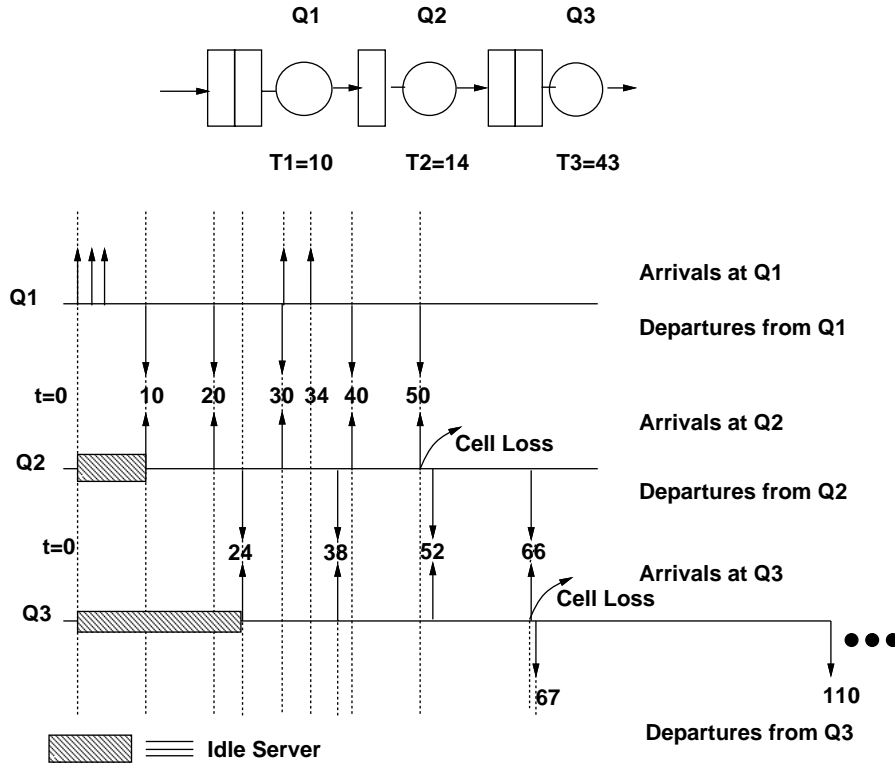 Q1 Q2 Q3
T1=10 T2=14 T3=43
Arrivals at Q1
Q1
Departures from Q1
t=0 10 20 30 34 40 50
Arrivals at Q2
Cell Loss
Q2
Departures from Q2
t=0 24 38 52 66
Arrivals at Q3
Cell Loss
Q3
67 110
Departures from Q3
Idle Server